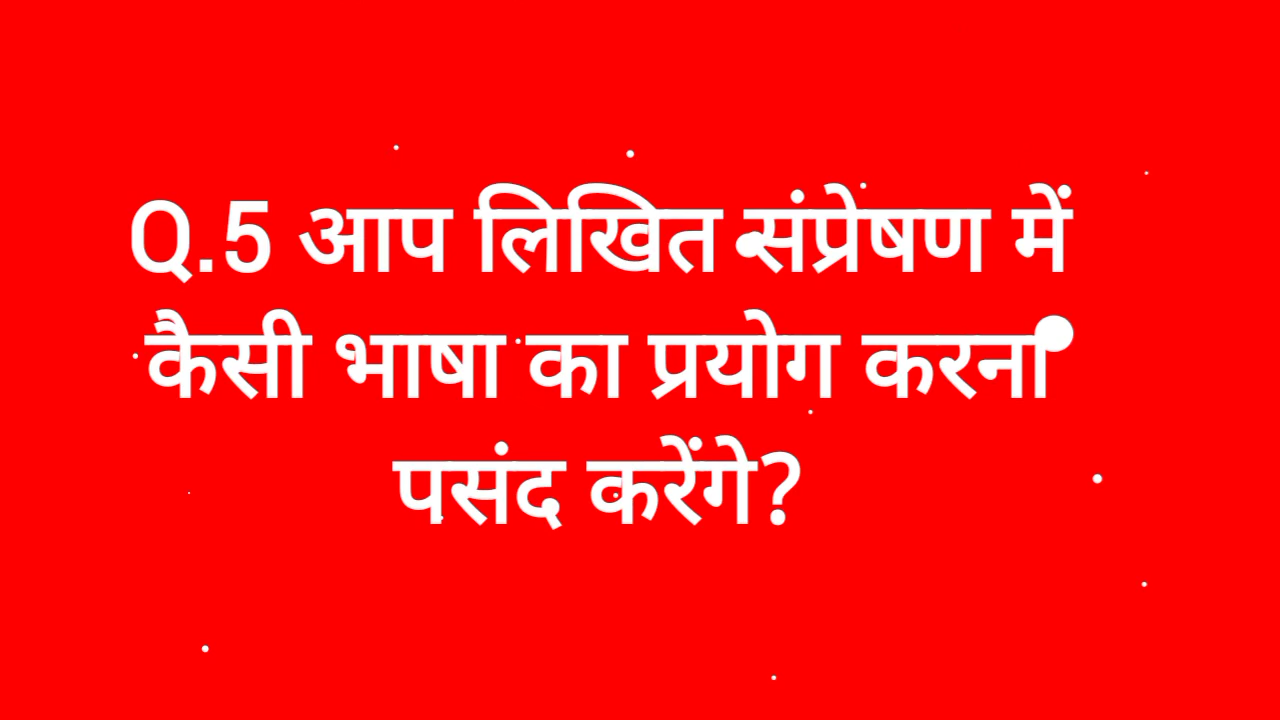 Q.5 आप लिखित संप्रेषण में
कैसी भाषा का प्रयोग करना
पसंद करेंगे?